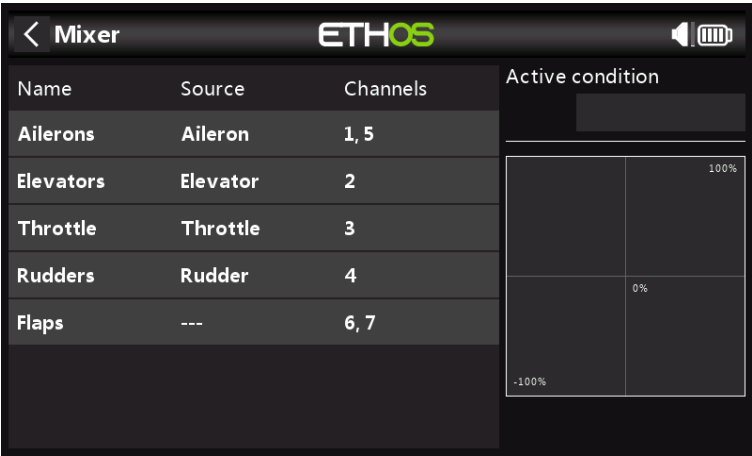 Mixer
ETHOS
Name Source Channels
Ailerons Aileron 1, 5
Elevators Elevator 2
Throttle Throttle 3
Rudders Rudder 4
Flaps --- 6, 7
Active condition
100%
0%
-100%